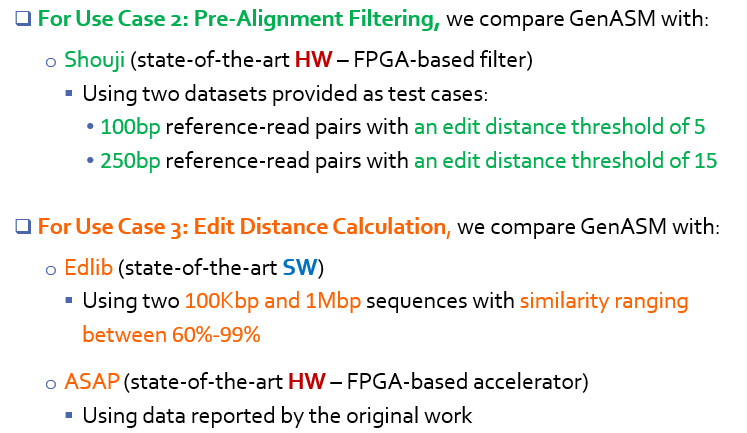 ❑ For Use Case 2: Pre-Alignment Filtering, we compare GenASM with:
o Shouji (state-of-the-art HW – FPGA-based filter)
▪ Using two datasets provided as test cases:
• 100bp reference-read pairs with an edit distance threshold of 5
• 250bp reference-read pairs with an edit distance threshold of 15
❑ For Use Case 3: Edit Distance Calculation, we compare GenASM with:
o Edlib (state-of-the-art SW)
▪ Using two 100Kbp and 1Mbp sequences with similarity ranging
between 60%-99%
o ASAP (state-of-the-art HW – FPGA-based accelerator)
▪ Using data reported by the original work